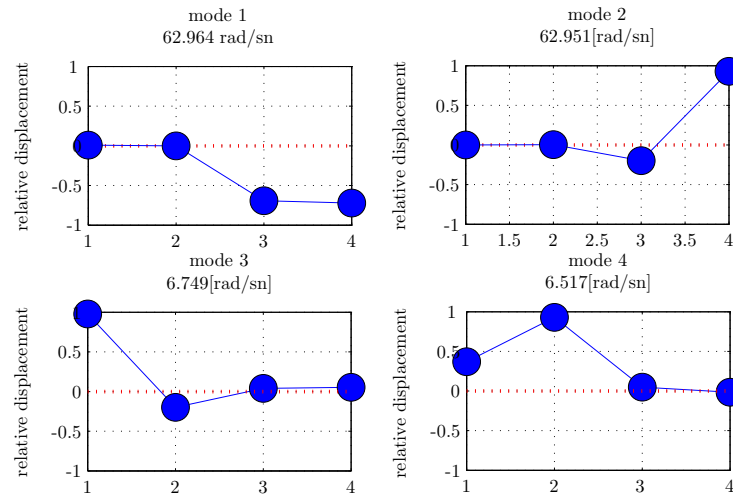 mode 1
62.964 rad/sn
relative displacement
1
0.5
0
-0.5
-1
1 2 3 4
mode 2
62.951[rad/sn]
relative displacement
1
0.5
0
-0.5
-1
1 1.5 2 2.5 3 3.5 4
mode 3
6.749[rad/sn]
relative displacement
1
0.5
0
-0.5
-1
1 2 3 4
mode 4
6.517[rad/sn]
relative displacement
1
0.5
0
-0.5
-1
1 2 3 4